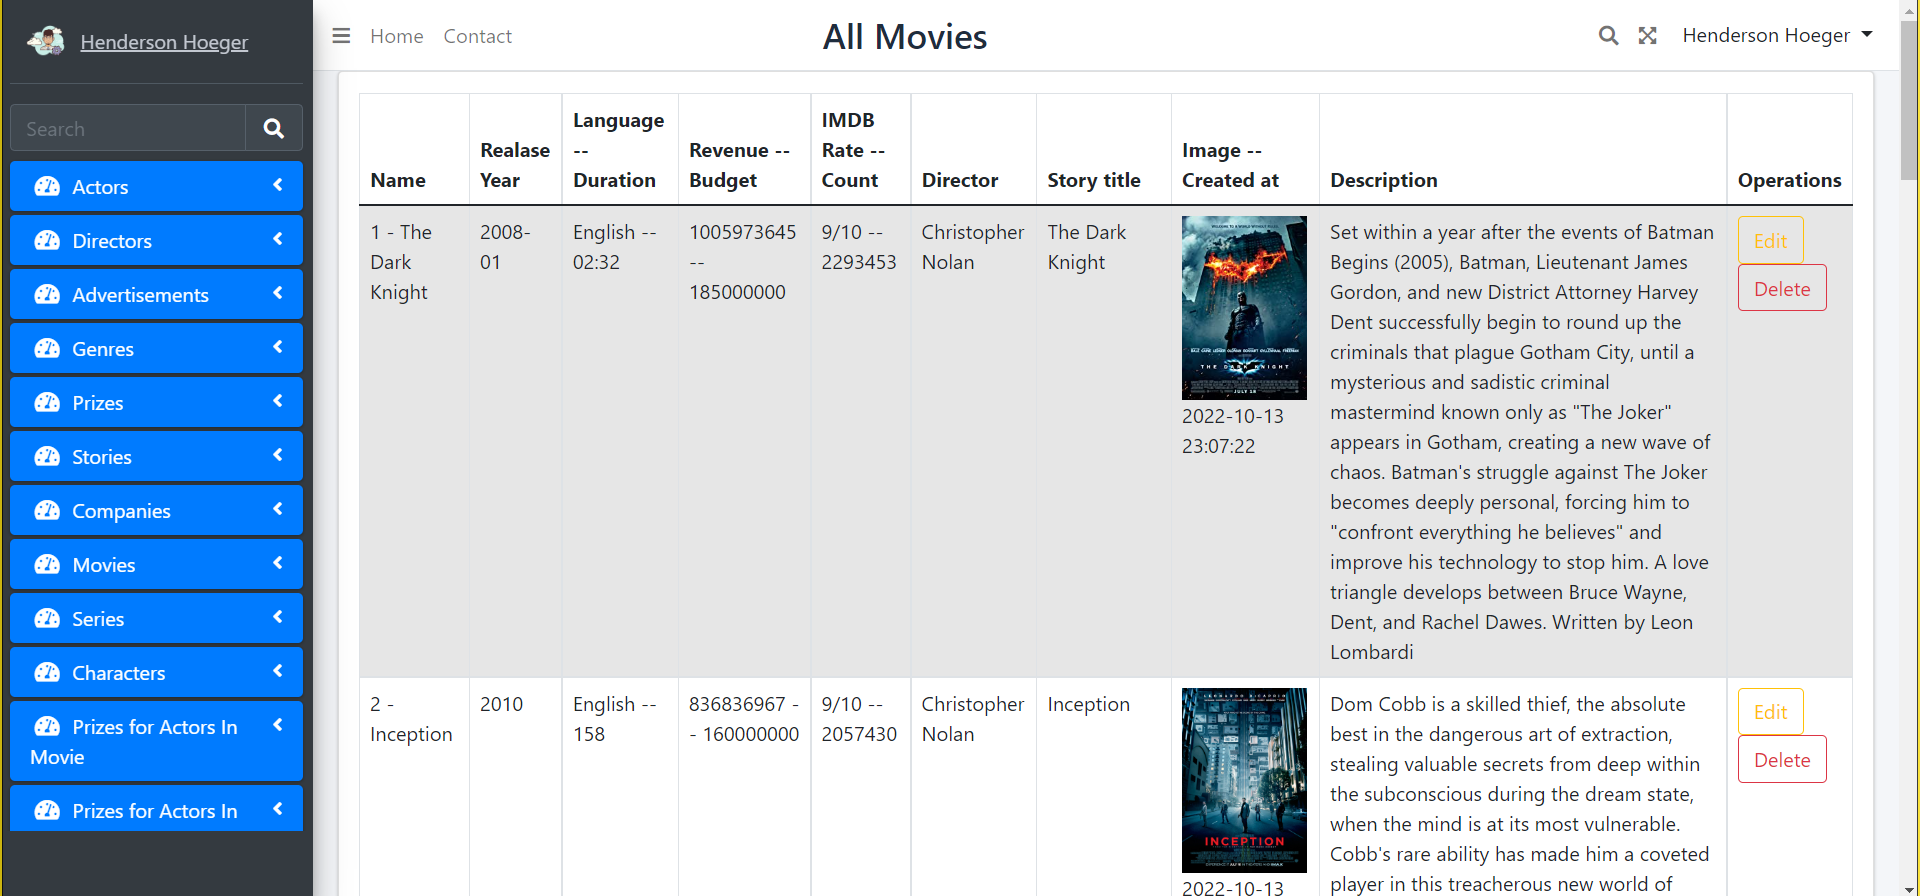 Henderson Hoeger
Search
Actors
Directors
Advertisements
Genres
Prizes
Stories
Companies
Movies
Series
Characters
Prizes for Actors In
Movie
Prizes for Actors In
Home Contact
All Movies
Henderson Hoeger
Name
Realase
Year
Language
--
Duration
Revenue --
Budget
IMDB
Rate --
Count
Director
Story title
Image --
Created at
Description
Operations
1 - The
Dark
Knight
2008-
01
English --
02:32
1005973645
--
185000000
9/10 --
2293453
Christopher
Nolan
The Dark
Knight
THE DARK KNIGHT
JULY 18
2022-10-13
23:07:22
Set within a year after the events of Batman
Begins (2005), Batman, Lieutenant James
Gordon, and new District Attorney Harvey
Dent successfully begin to round up the
criminals that plague Gotham City, until a
mysterious and sadistic criminal
mastermind known only as "The Joker"
appears in Gotham, creating a new wave of
chaos. Batman's struggle against The Joker
becomes deeply personal, forcing him to
"confront everything he believes" and
improve his technology to stop him. A love
triangle develops between Bruce Wayne,
Dent, and Rachel Dawes. Written by Leon
Lombardi
Edit
Delete
2 -
Inception
2010
English --
158
836836967 -
- 160000000
9/10 --
2057430
Christopher
Nolan
Inception
LEONARDO DICAPRIO
INCEPTION
2022-10-13
Dom Cobb is a skilled thief, the absolute
best in the dangerous art of extraction,
stealing valuable secrets from deep within
the subconscious during the dream state,
when the mind is at its most vulnerable.
Cobb's rare ability has made him a coveted
player in this treacherous new world of
Edit
Delete